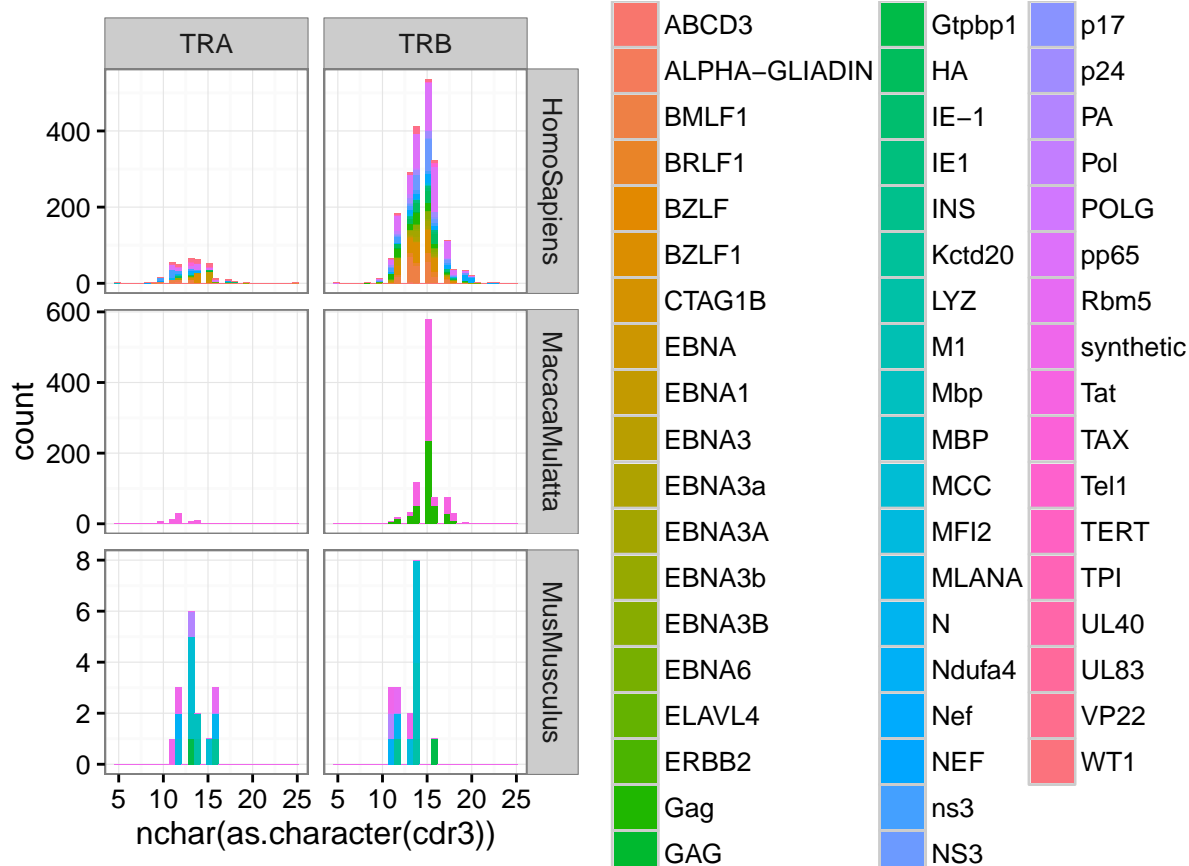 TRA
TRB
HomoSapiens
MacacaMulatta
MusMusculus
count
400
200
0
600
400
200
0
8
6
4
2
0
5 10 15 20 25
5 10 15 20 25
nchar(as.character(cdr3))
ABCD3
ALPHA−GLIADIN
BMLF1
BRLF1
BZLF
BZLF1
CTAG1B
EBNA
EBNA1
EBNA3
EBNA3a
EBNA3A
EBNA3b
EBNA3B
EBNA6
ELAVL4
ERBB2
Gag
GAG
Gtpbp1
HA
IE−1
IE1
INS
Kctd20
LYZ
M1
Mbp
MBP
MCC
MFI2
MLANA
N
Ndufa4
Nef
NEF
ns3
NS3
p17
p24
PA
Pol
POLG
pp65
Rbm5
synthetic
Tat
TAX
Tel1
TERT
TPI
UL40
UL83
VP22
WT1